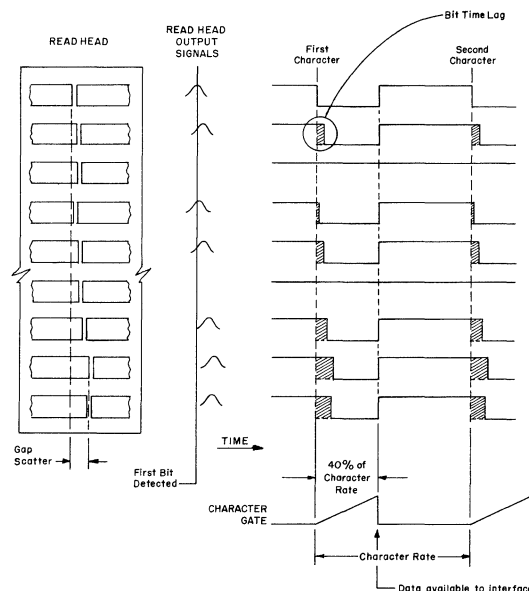 READ HEAD
READ HEAD
OUTPUT
SIGNALS
Bit Time Lag
First
Character
Second
Character
Gap
Scatter
TIME
First Bit
Detected
40% of
Character
Rate
CHARACTER
GATE
Character Rate
Data available to interface